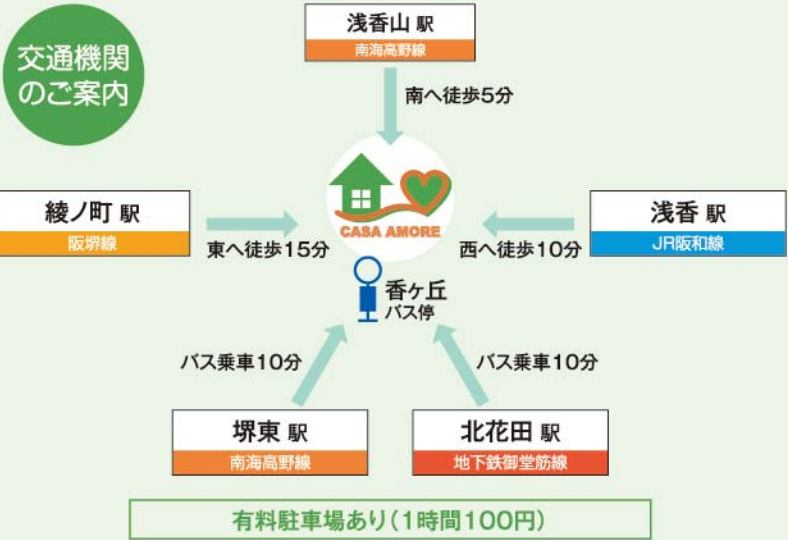 交通機関
のご案内
浅香山 駅
南海高野線
南へ徒歩5分
綾ノ町 駅
阪堺線
東へ徒歩15分
CASA AMORE
浅香 駅
JR阪和線
西へ徒歩10分
香ヶ丘
バス停
バス乗車10分
バス乗車10分
堺東 駅
南海高野線
北花田 駅
地下鉄御堂筋線
有料駐車場あり(1時間100円)